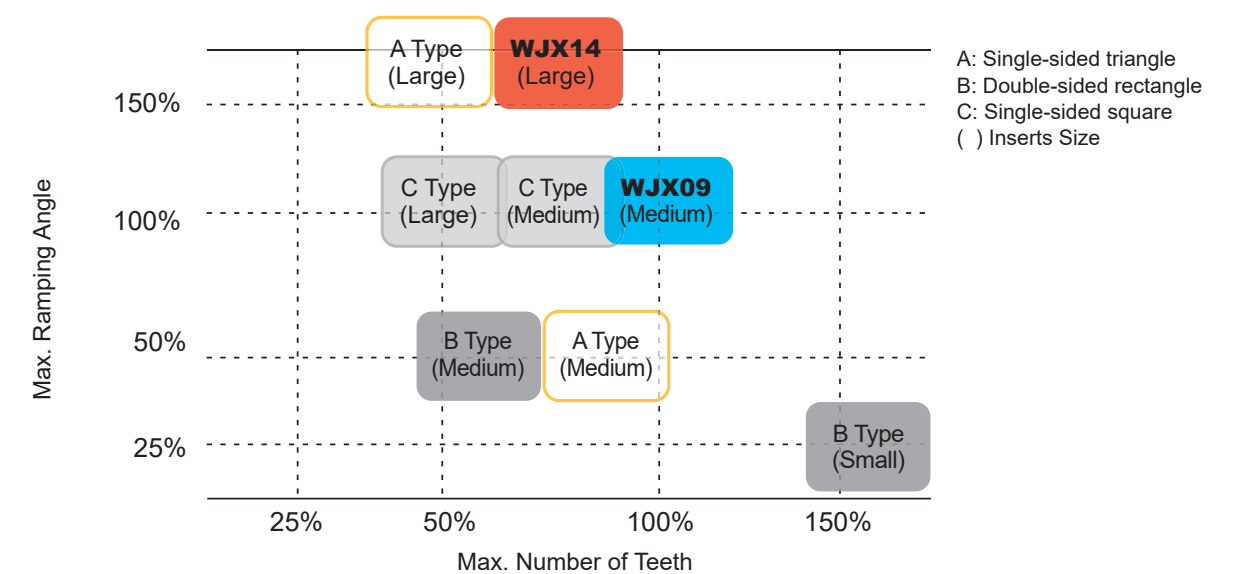 A Type
(Large)
WJX14
(Large)
A: Single-sided triangle
B: Double-sided rectangle
C: Single-sided square
( ) Inserts Size
150%
C Type
(Large)
C Type
(Medium)
WJX09
(Medium)
100%
Max. Ramping Angle
50%
B Type
(Medium)
A Type
(Medium)
25%
B Type
(Small)
25%
50%
100%
150%
Max. Number of Teeth